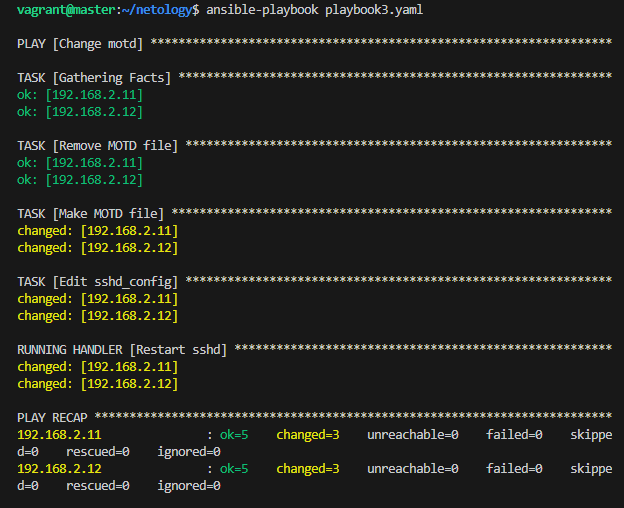 vagrant@master:~/netology$ ansible-playbook playbook3.yaml
PLAY [Change motd] ******************************************************************
TASK [Gathering Facts] **************************************************************
ok: [192.168.2.11]
ok: [192.168.2.12]
TASK [Remove MOTD file] *************************************************************
ok: [192.168.2.11]
ok: [192.168.2.12]
TASK [Make MOTD file] ***************************************************************
changed: [192.168.2.11]
changed: [192.168.2.12]
TASK [Edit sshd_config] *************************************************************
changed: [192.168.2.11]
changed: [192.168.2.12]
RUNNING HANDLER [Restart sshd] ******************************************************
changed: [192.168.2.11]
changed: [192.168.2.12]
PLAY RECAP **************************************************************************
192.168.2.11               : ok=5    changed=3    unreachable=0    failed=0    skippe
d=0    rescued=0    ignored=0
192.168.2.12               : ok=5    changed=3    unreachable=0    failed=0    skippe
d=0    rescued=0    ignored=0